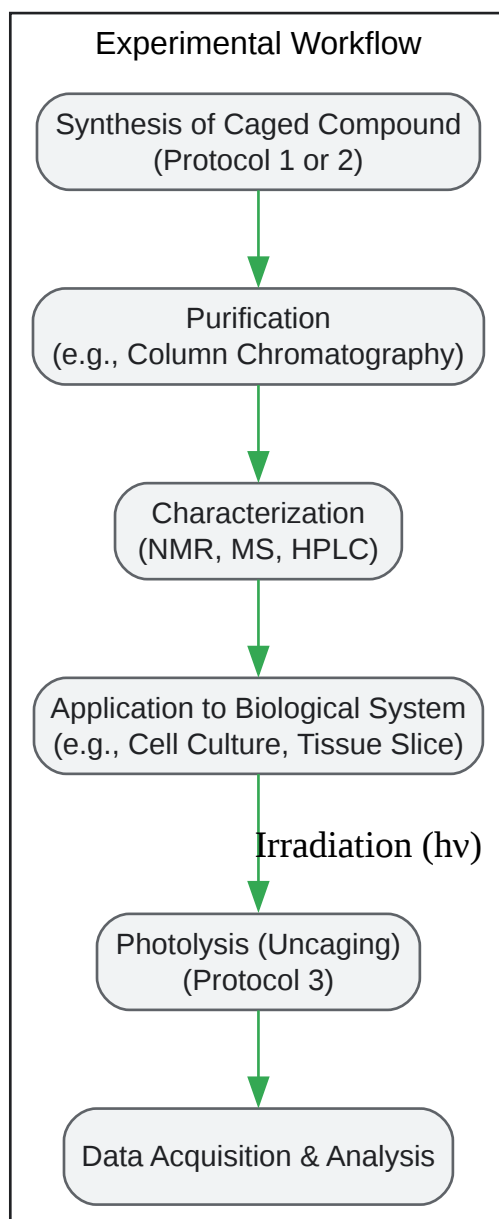 Experimental Workflow
Synthesis of Caged Compound
(Protocol 1 or 2)
Purification
(e.g., Column Chromatography)
Characterization
(NMR, MS, HPLC)
Application to Biological System
(e.g., Cell Culture, Tissue Slice)
Irradiation (hν)
Photolysis (Uncaging)
(Protocol 3)
Data Acquisition & Analysis